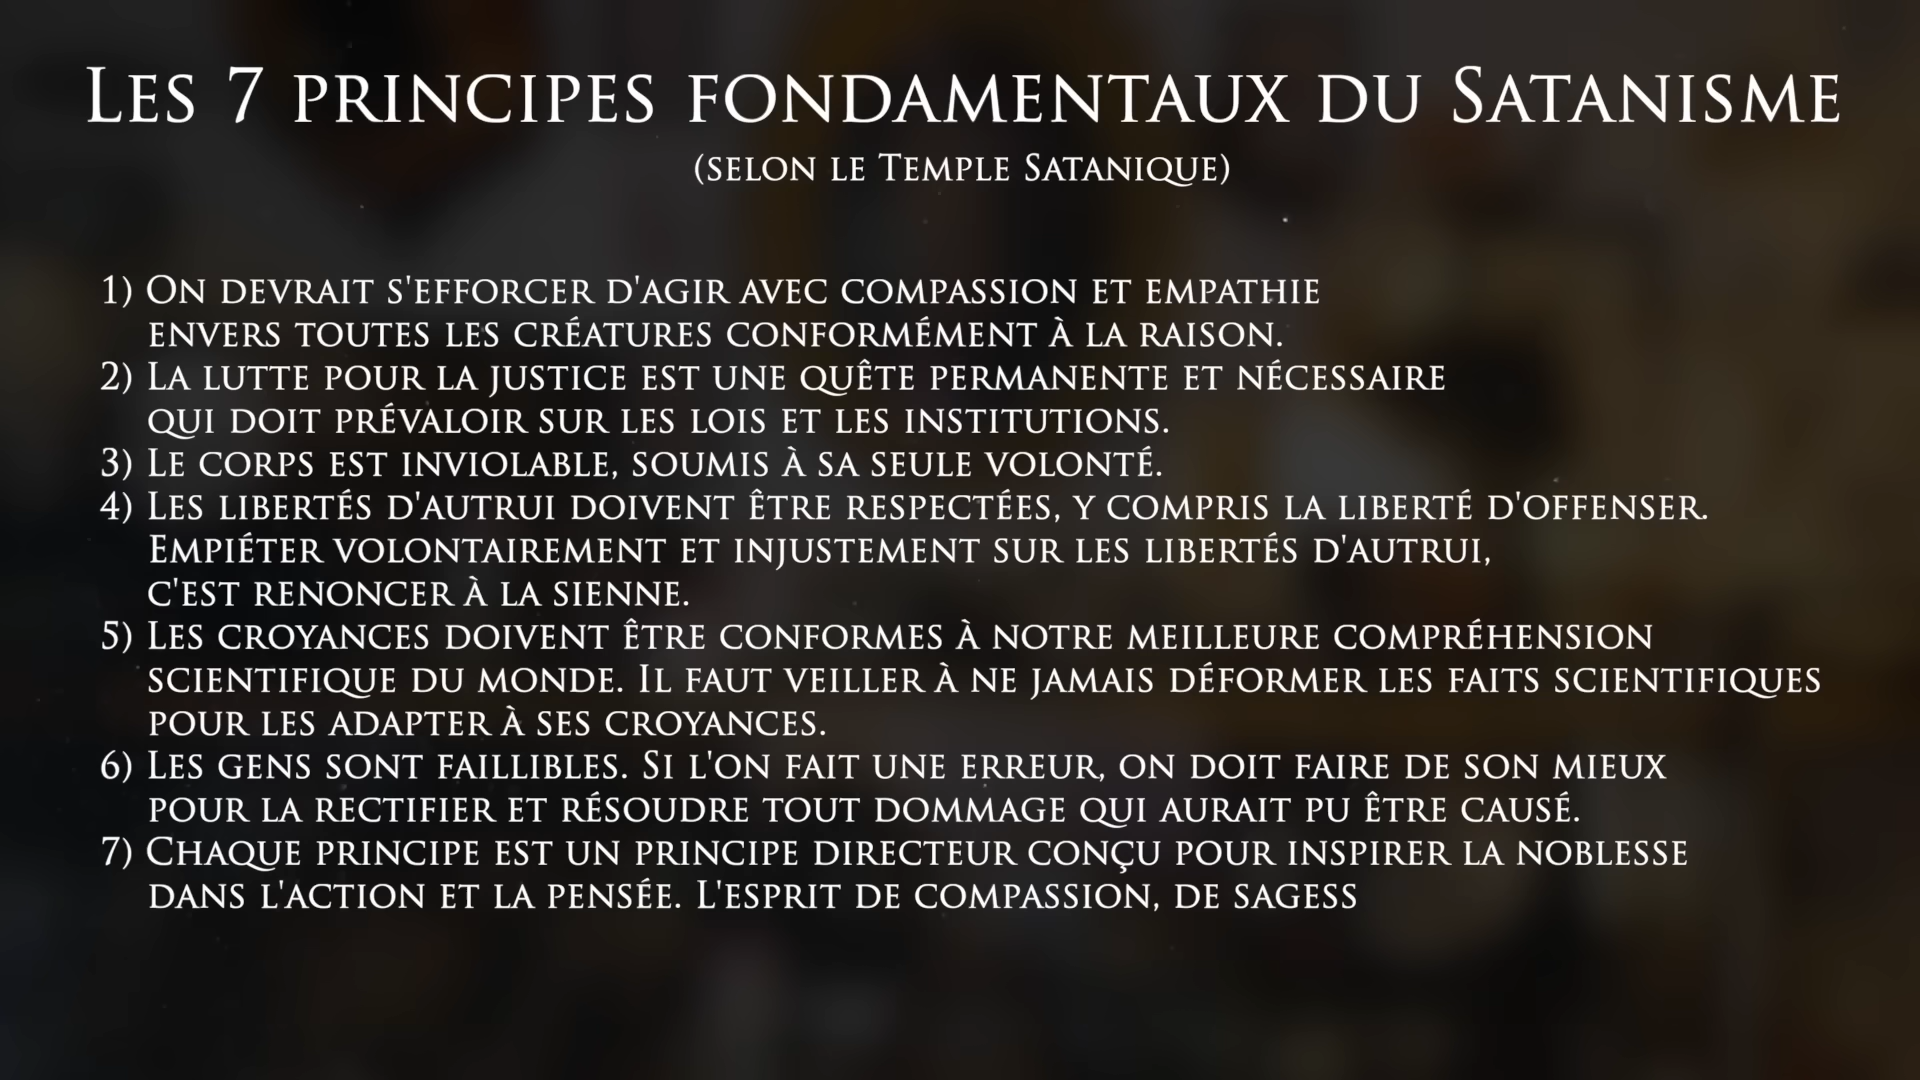 Les 7 principes fondamentaux du Satanisme
(selon le Temple Satanique)
1) On devrait s'efforcer d'agir avec compassion et empathie
envers toutes les créatures conformément à la raison.
2) La lutte pour la justice est une quête permanente et nécessaire
qui doit prévaloir sur les lois et les institutions.
3) Le corps est inviolable, soumis à sa seule volonté.
4) Les libertés d'autrui doivent être respectées, y compris la liberté d'offenser.
Empiéter volontairement et injustement sur les libertés d'autrui,
c'est renoncer à la sienne.
5) Les croyances doivent être conformes à notre meilleure compréhension
scientifique du monde. Il faut veiller à ne jamais déformer les faits scientifiques
pour les adapter à ses croyances.
6) Les gens sont faillibles. Si l'on fait une erreur, on doit faire de son mieux
pour la rectifier et résoudre tout dommage qui aurait pu être causé.
7) Chaque principe est un principe directeur conçu pour inspirer la noblesse
dans l'action et la pensée. L'esprit de compassion, de sagess